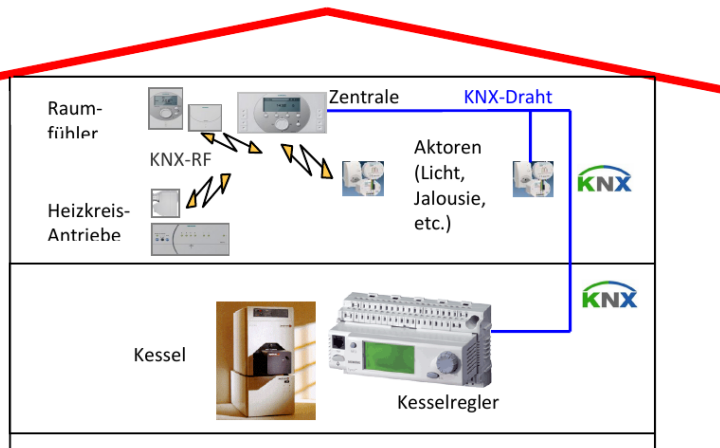 Zentrale
KNX-Draht
Raum-
fühler
KNX-RF
Aktoren
(Licht,
Jalousie,
etc.)
KNX
Heizkreis-
Antriebe
KNX
Kessel
Kesselregler